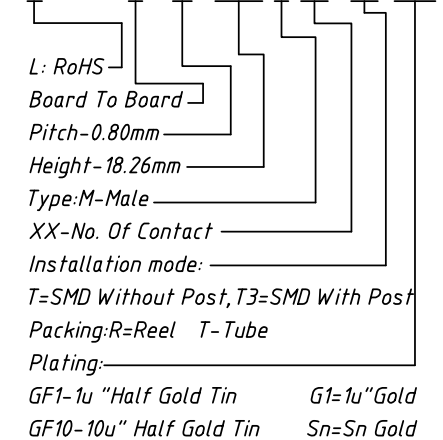 L: RoHS
Board To Board
Pitch-0.80mm
Height-18.26mm
Type:M-Male
XX-No. Of Contact
Installation mode:
T=SMD Without Post,T3=SMD With Post
Packing:R=Reel T-Tube
Plating:
GF1-1u "Half Gold Tin G1=1u"Gold
GF10-10u" Half Gold Tin Sn=Sn Gold